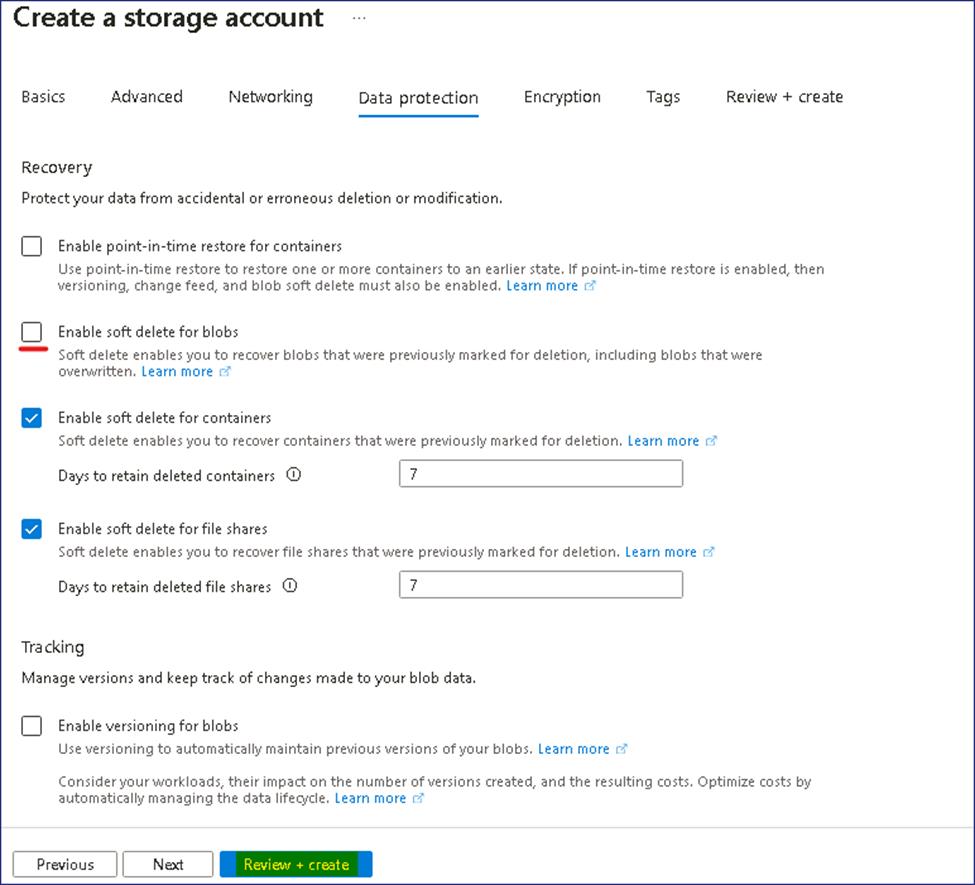 Create a storage account ...
Basics Advanced Networking Data protection Encryption Tags Review + create
Recovery
Protect your data from accidental or erroneous deletion or modification.
Enable point-in-time restore for containers
Use point-in-time restore to restore one or more containers to an earlier state. If point-in-time restore is enabled, then
versioning, change feed, and blob soft delete must also be enabled. Learn more
Enable soft delete for blobs
Soft delete enables you to recover blobs that were previously marked for deletion, including blobs that were
overwritten. Learn more
Enable soft delete for containers
Soft delete enables you to recover containers that were previously marked for deletion. Learn more
Days to retain deleted containers 7
Enable soft delete for file shares
Soft delete enables you to recover file shares that were previously marked for deletion. Learn more
Days to retain deleted file shares 7
Tracking
Manage versions and keep track of changes made to your blob data.
Enable versioning for blobs
Use versioning to automatically maintain previous versions of your blobs. Learn more
Consider your workloads, their impact on the number of versions created, and the resulting costs. Optimize costs by
automatically managing the data lifecycle. Learn more
Previous Next Review + create